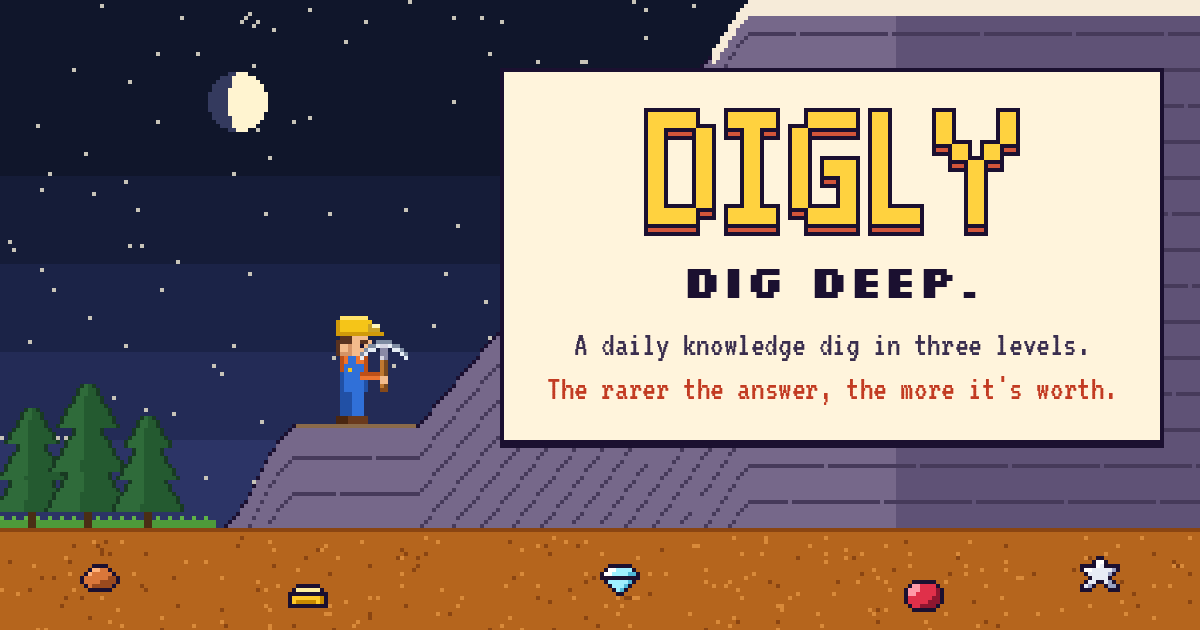 DIGLY
DIG DEEP.
A daily knowledge dig in three levels.
The rarer the answer, the more it's worth.